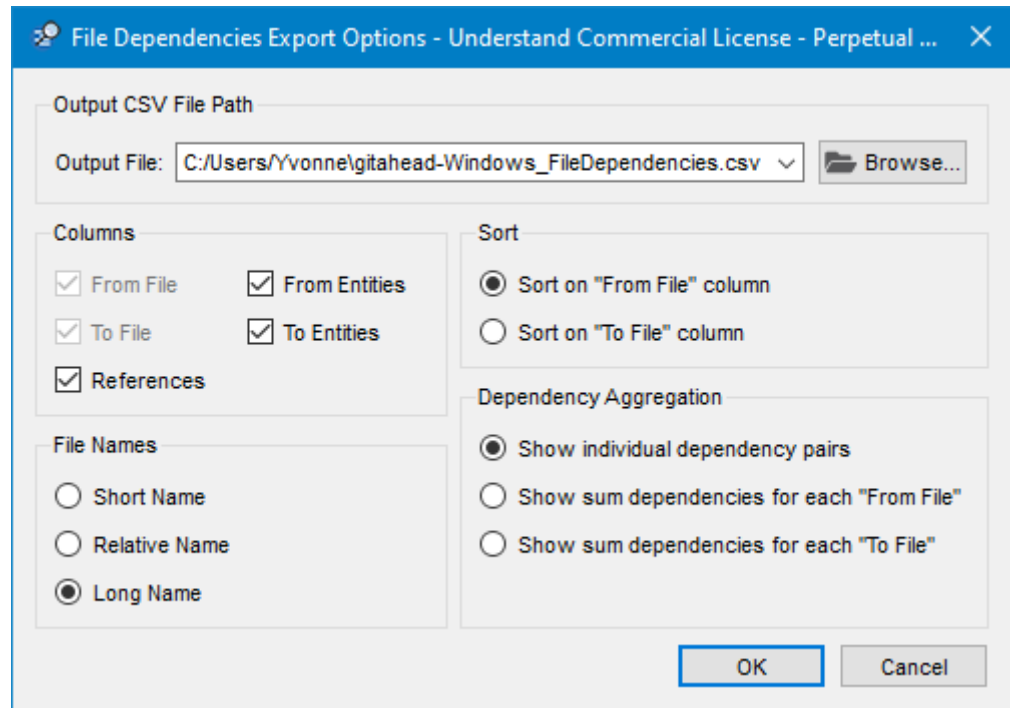 File Dependencies Export Options - Understand Commercial License - Perpetual ...
Output CSV File Path
Output File: C:/Users/Yvonne\gitahead-Windows_FileDependencies.csv Browse...
Columns
From File From Entities
To File To Entities
References
File Names
Short Name
Relative Name
Long Name
Sort
Sort on "From File" column
Sort on "To File" column
Dependency Aggregation
Show individual dependency pairs
Show sum dependencies for each "From File"
Show sum dependencies for each "To File"
OK Cancel